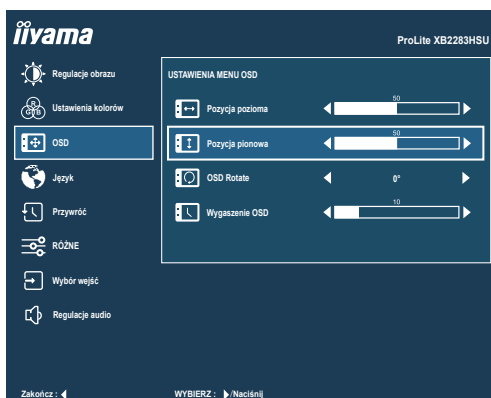 iiyama
ProLite XB2283HSU
Regulacje obrazu
Ustawienia kolorów
R
G B
OSD
Język
Przywróć
RÓŻNE
Wybór wejść
Regulacje audio
USTAWIENIA MENU OSD
Pozycja pozioma
50
Pozycja pionowa
50
OSD Rotate
0°
Wygaszenie OSD
10
Zakończ :
WYBIERZ : /Naciśnij